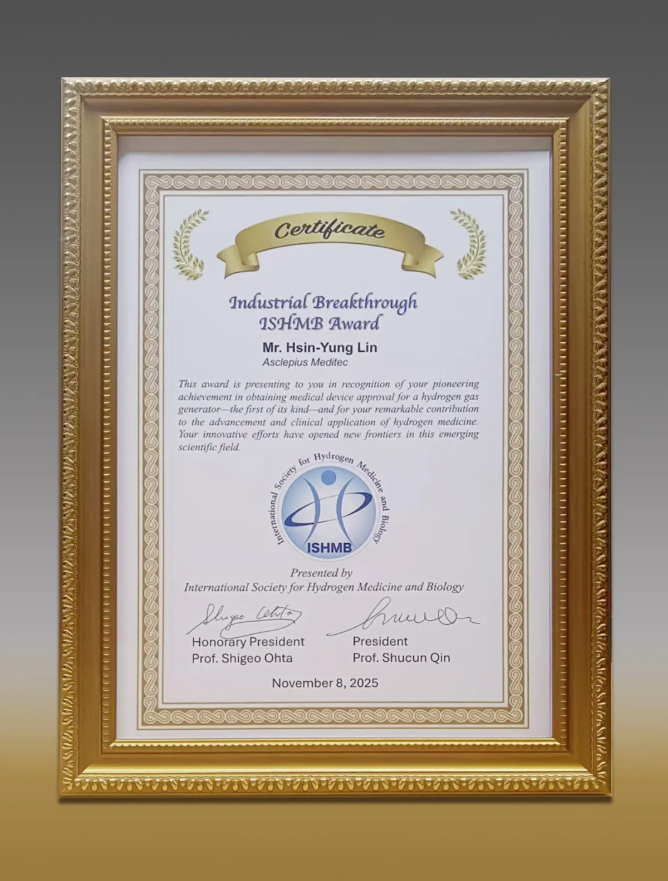 Certificate
Industrial Breakthrough
ISHMB Award
Mr. Hsin-Yung Lin
Asclepius Meditec
This award is presenting to you in recognition of your pioneering
achievement in obtaining medical device approval for a hydrogen gas
generator—the first of its kind—and for your remarkable contribution
to the advancement and clinical application of hydrogen medicine.
Your innovative efforts have opened new frontiers in this emerging
scientific field.
International Society for Hydrogen Medicine and Biology
ISHMB
Presented by
International Society for Hydrogen Medicine and Biology
Shigeo Ohta
Honorary President
Prof. Shigeo Ohta
President
Prof. Shucun Qin
November 8, 2025